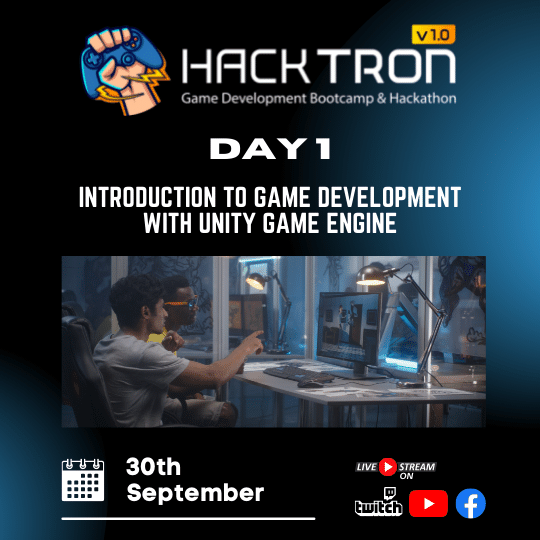 v1.0
HACKTRON
Game Development Bootcamp & Hackathon
DAY 1
INTRODUCTION TO GAME DEVELOPMENT
WITH UNITY GAME ENGINE
30th
September
LIVE STREAM
ON
twitch